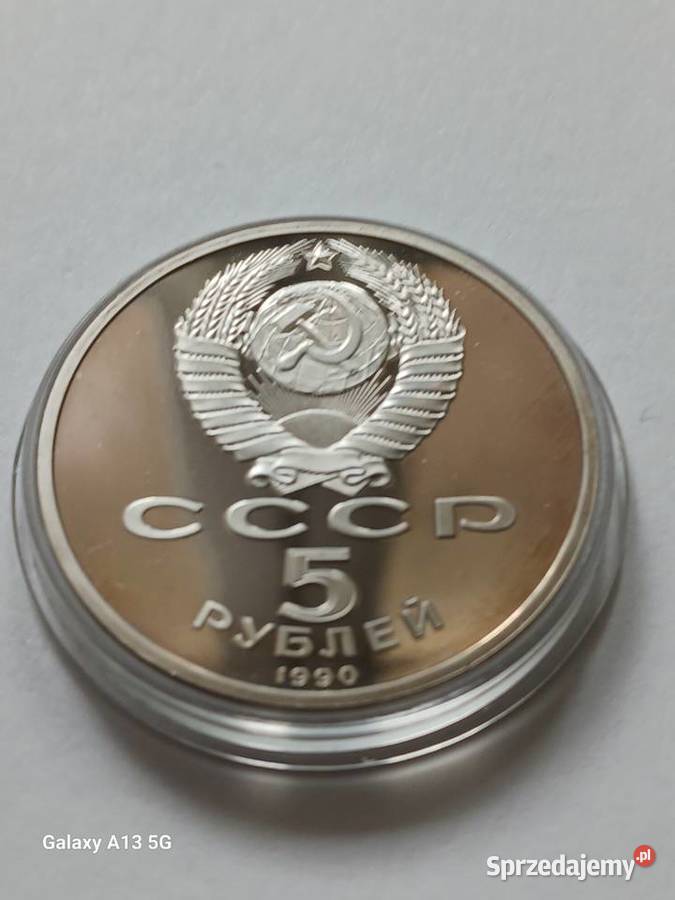 СССР
5
РУБЛЕЙ
1990
Galaxy A13 5G
Sprzedajemy.pl